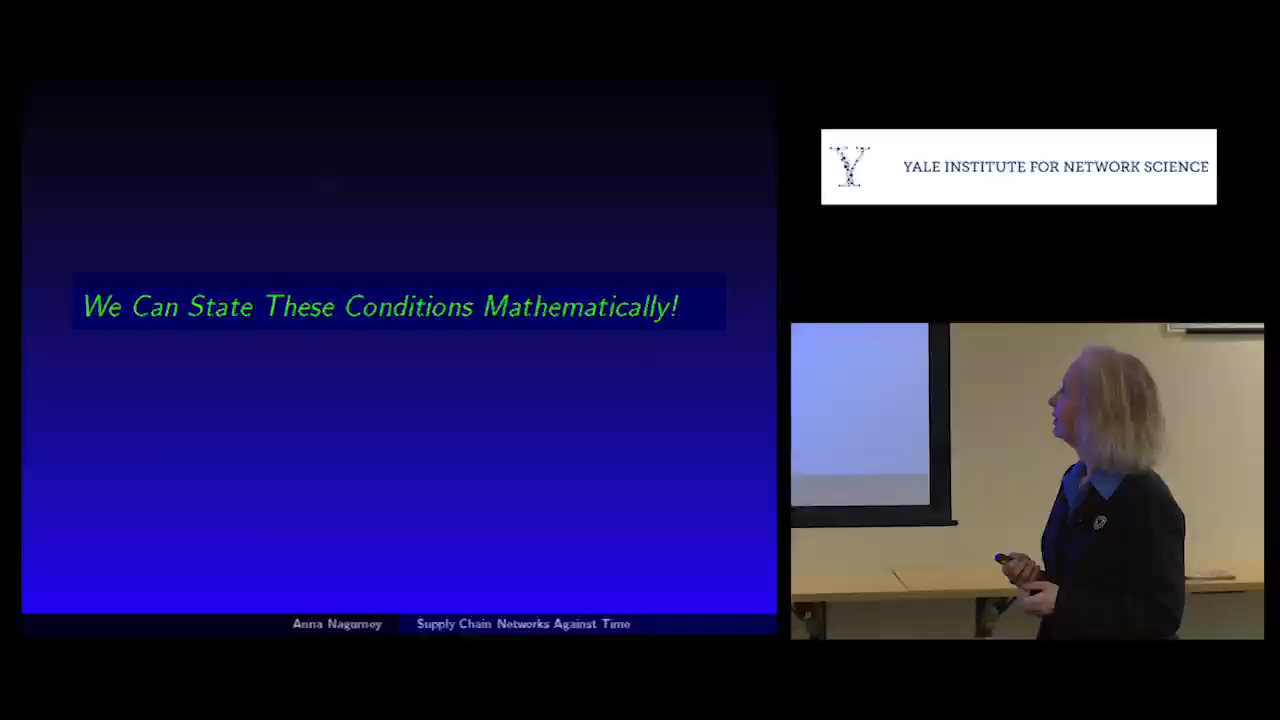 We Can State These Conditions Mathematically!
Anna Nagurney
Supply Chain Networks Against Time
Y
YALE INSTITUTE FOR NETWORK SCIENCE